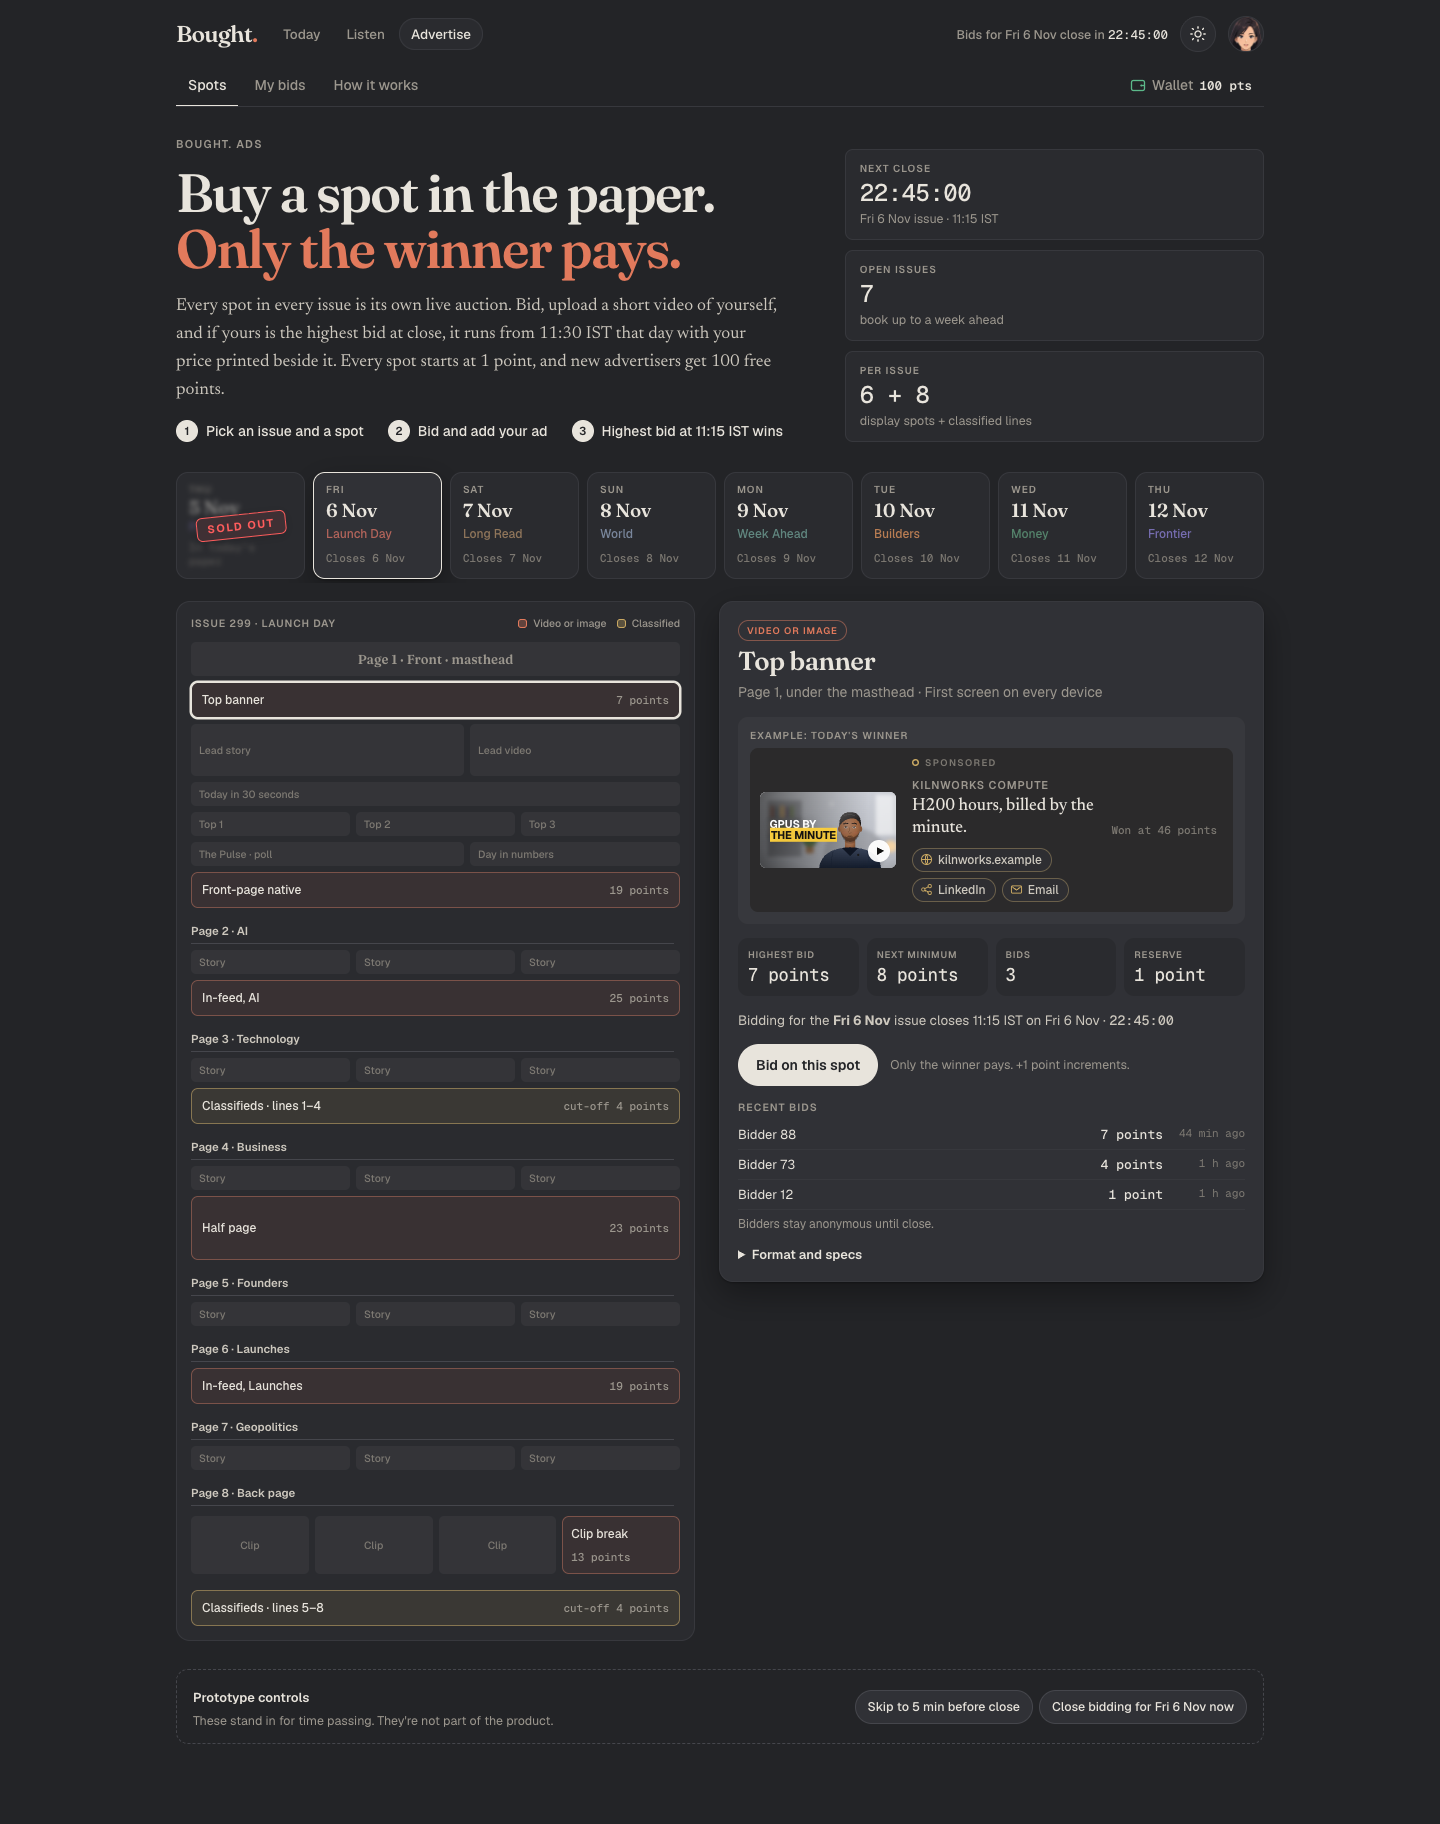 Bought.
Today
Listen
Advertise
Bids for Fri 6 Nov close in 22:45:00
Spots
My bids
How it works
Wallet 100 pts
BOUGHT. ADS
Buy a spot in the paper.
Only the winner pays.
Every spot in every issue is its own live auction. Bid, upload a short video of yourself,
and if yours is the highest bid at close, it runs from 11:30 IST that day with your
price printed beside it. Every spot starts at 1 point, and new advertisers get 100 free
points.
1 Pick an issue and a spot
2 Bid and add your ad
3 Highest bid at 11:15 IST wins
NEXT CLOSE
22:45:00
Fri 6 Nov issue · 11:15 IST
OPEN ISSUES
7
book up to a week ahead
PER ISSUE
6 + 8
display spots + classified lines
5 Nov
SOLD OUT
FRI
6 Nov
Launch Day
Closes 6 Nov
SAT
7 Nov
Long Read
Closes 7 Nov
SUN
8 Nov
World
Closes 8 Nov
MON
9 Nov
Week Ahead
Closes 9 Nov
TUE
10 Nov
Builders
Closes 10 Nov
WED
11 Nov
Money
Closes 11 Nov
THU
12 Nov
Frontier
Closes 12 Nov
ISSUE 299 · LAUNCH DAY
Video or image
Classified
Page 1 · Front · masthead
Top banner 7 points
Lead story
Lead video
Today in 30 seconds
Top 1
Top 2
Top 3
The Pulse · poll
Day in numbers
Front-page native 19 points
Page 2 · AI
Story
Story
Story
In-feed, AI 25 points
Page 3 · Technology
Story
Story
Story
Classifieds · lines 1–4 cut-off 4 points
Page 4 · Business
Story
Story
Story
Half page 23 points
Page 5 · Founders
Story
Story
Story
Page 6 · Launches
In-feed, Launches 19 points
Page 7 · Geopolitics
Story
Story
Story
Page 8 · Back page
Clip
Clip
Clip
Clip break
13 points
Classifieds · lines 5–8 cut-off 4 points
VIDEO OR IMAGE
Top banner
Page 1, under the masthead · First screen on every device
EXAMPLE: TODAY'S WINNER
GPUS BY
THE MINUTE
SPONSORED
KILNWORKS COMPUTE
H200 hours, billed by the
minute.
Won at 46 points
kilnworks.example
LinkedIn
Email
HIGHEST BID
7 points
NEXT MINIMUM
8 points
BIDS
3
RESERVE
1 point
Bidding for the Fri 6 Nov issue closes 11:15 IST on Fri 6 Nov · 22:45:00
Bid on this spot
Only the winner pays. +1 point increments.
RECENT BIDS
Bidder 88 7 points 44 min ago
Bidder 73 4 points 1 h ago
Bidder 12 1 point 1 h ago
Bidders stay anonymous until close.
Format and specs
Prototype controls
These stand in for time passing. They're not part of the product.
Skip to 5 min before close
Close bidding for Fri 6 Nov now